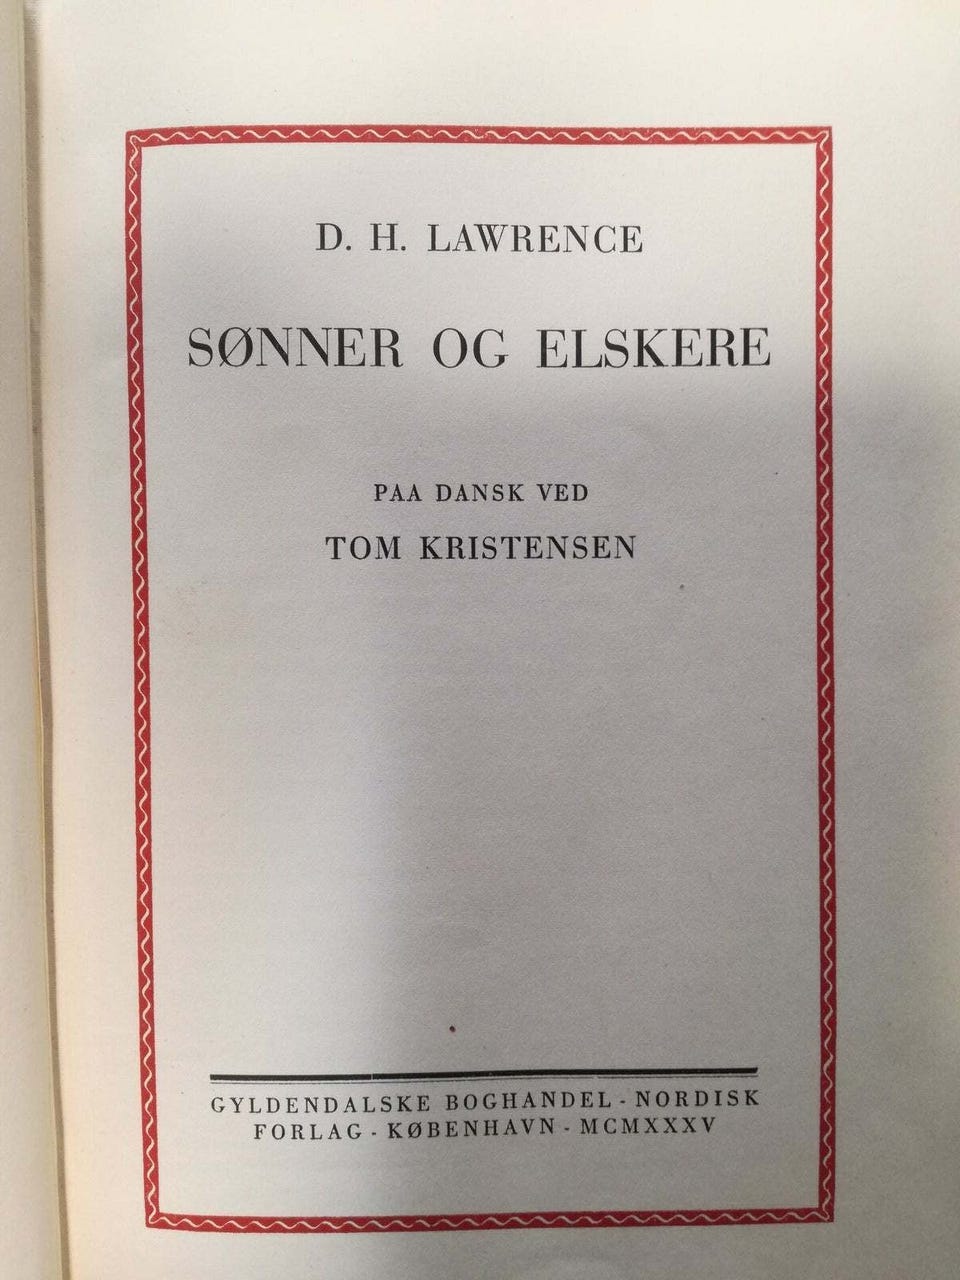 D. H. LAWRENCE
SØNNER OG ELSKERE
PAA DANSK VED
TOM KRISTENSEN
GYLDENDALSKE BOGHANDEL - NORDISK
FORLAG - KØBENHAVN - MCMXXXV